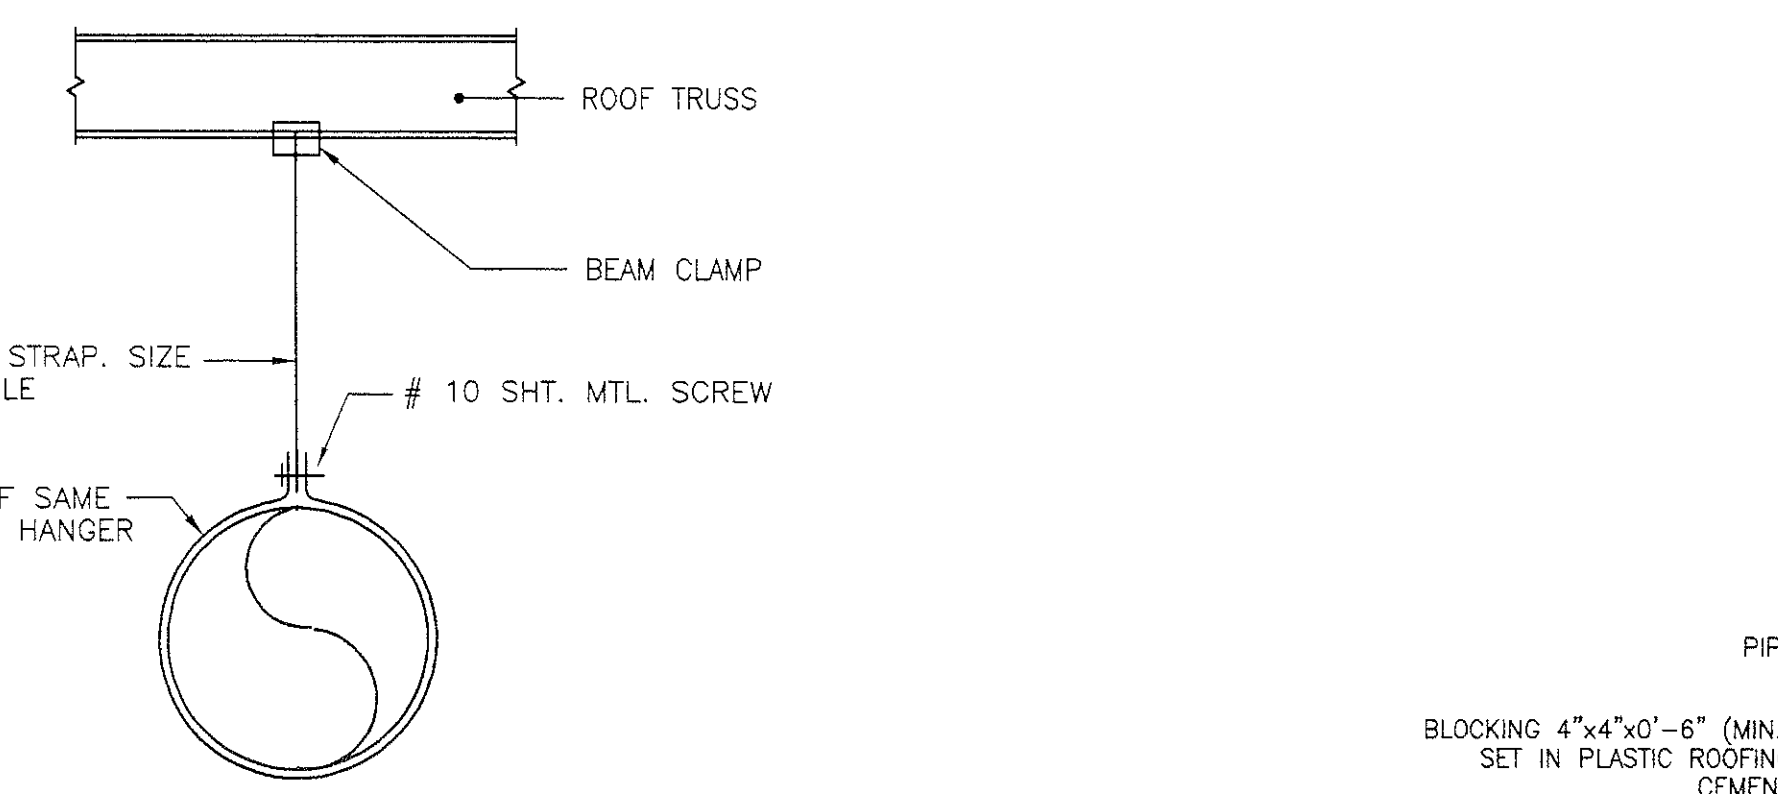 ROOF TRUSS
BEAM CLAMP
STRAP. SIZE
LE
# 10 SHT. MTL. SCREW
F SAME
HANGER
PIP
BLOCKING 4"x4"x0'-6" (MIN.
SET IN PLASTIC ROOFIN
CEMEN